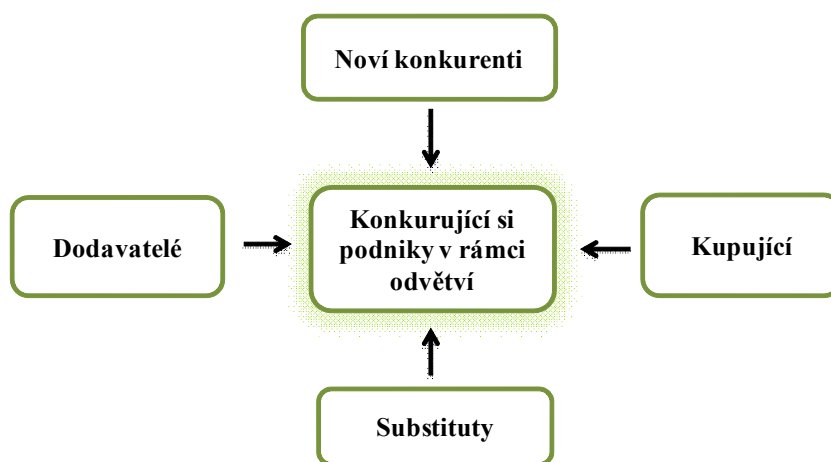 Noví konkurenti
Dodavatelé
Konkurující si
podniky v rámci
odvětví
Kupující
Substituty